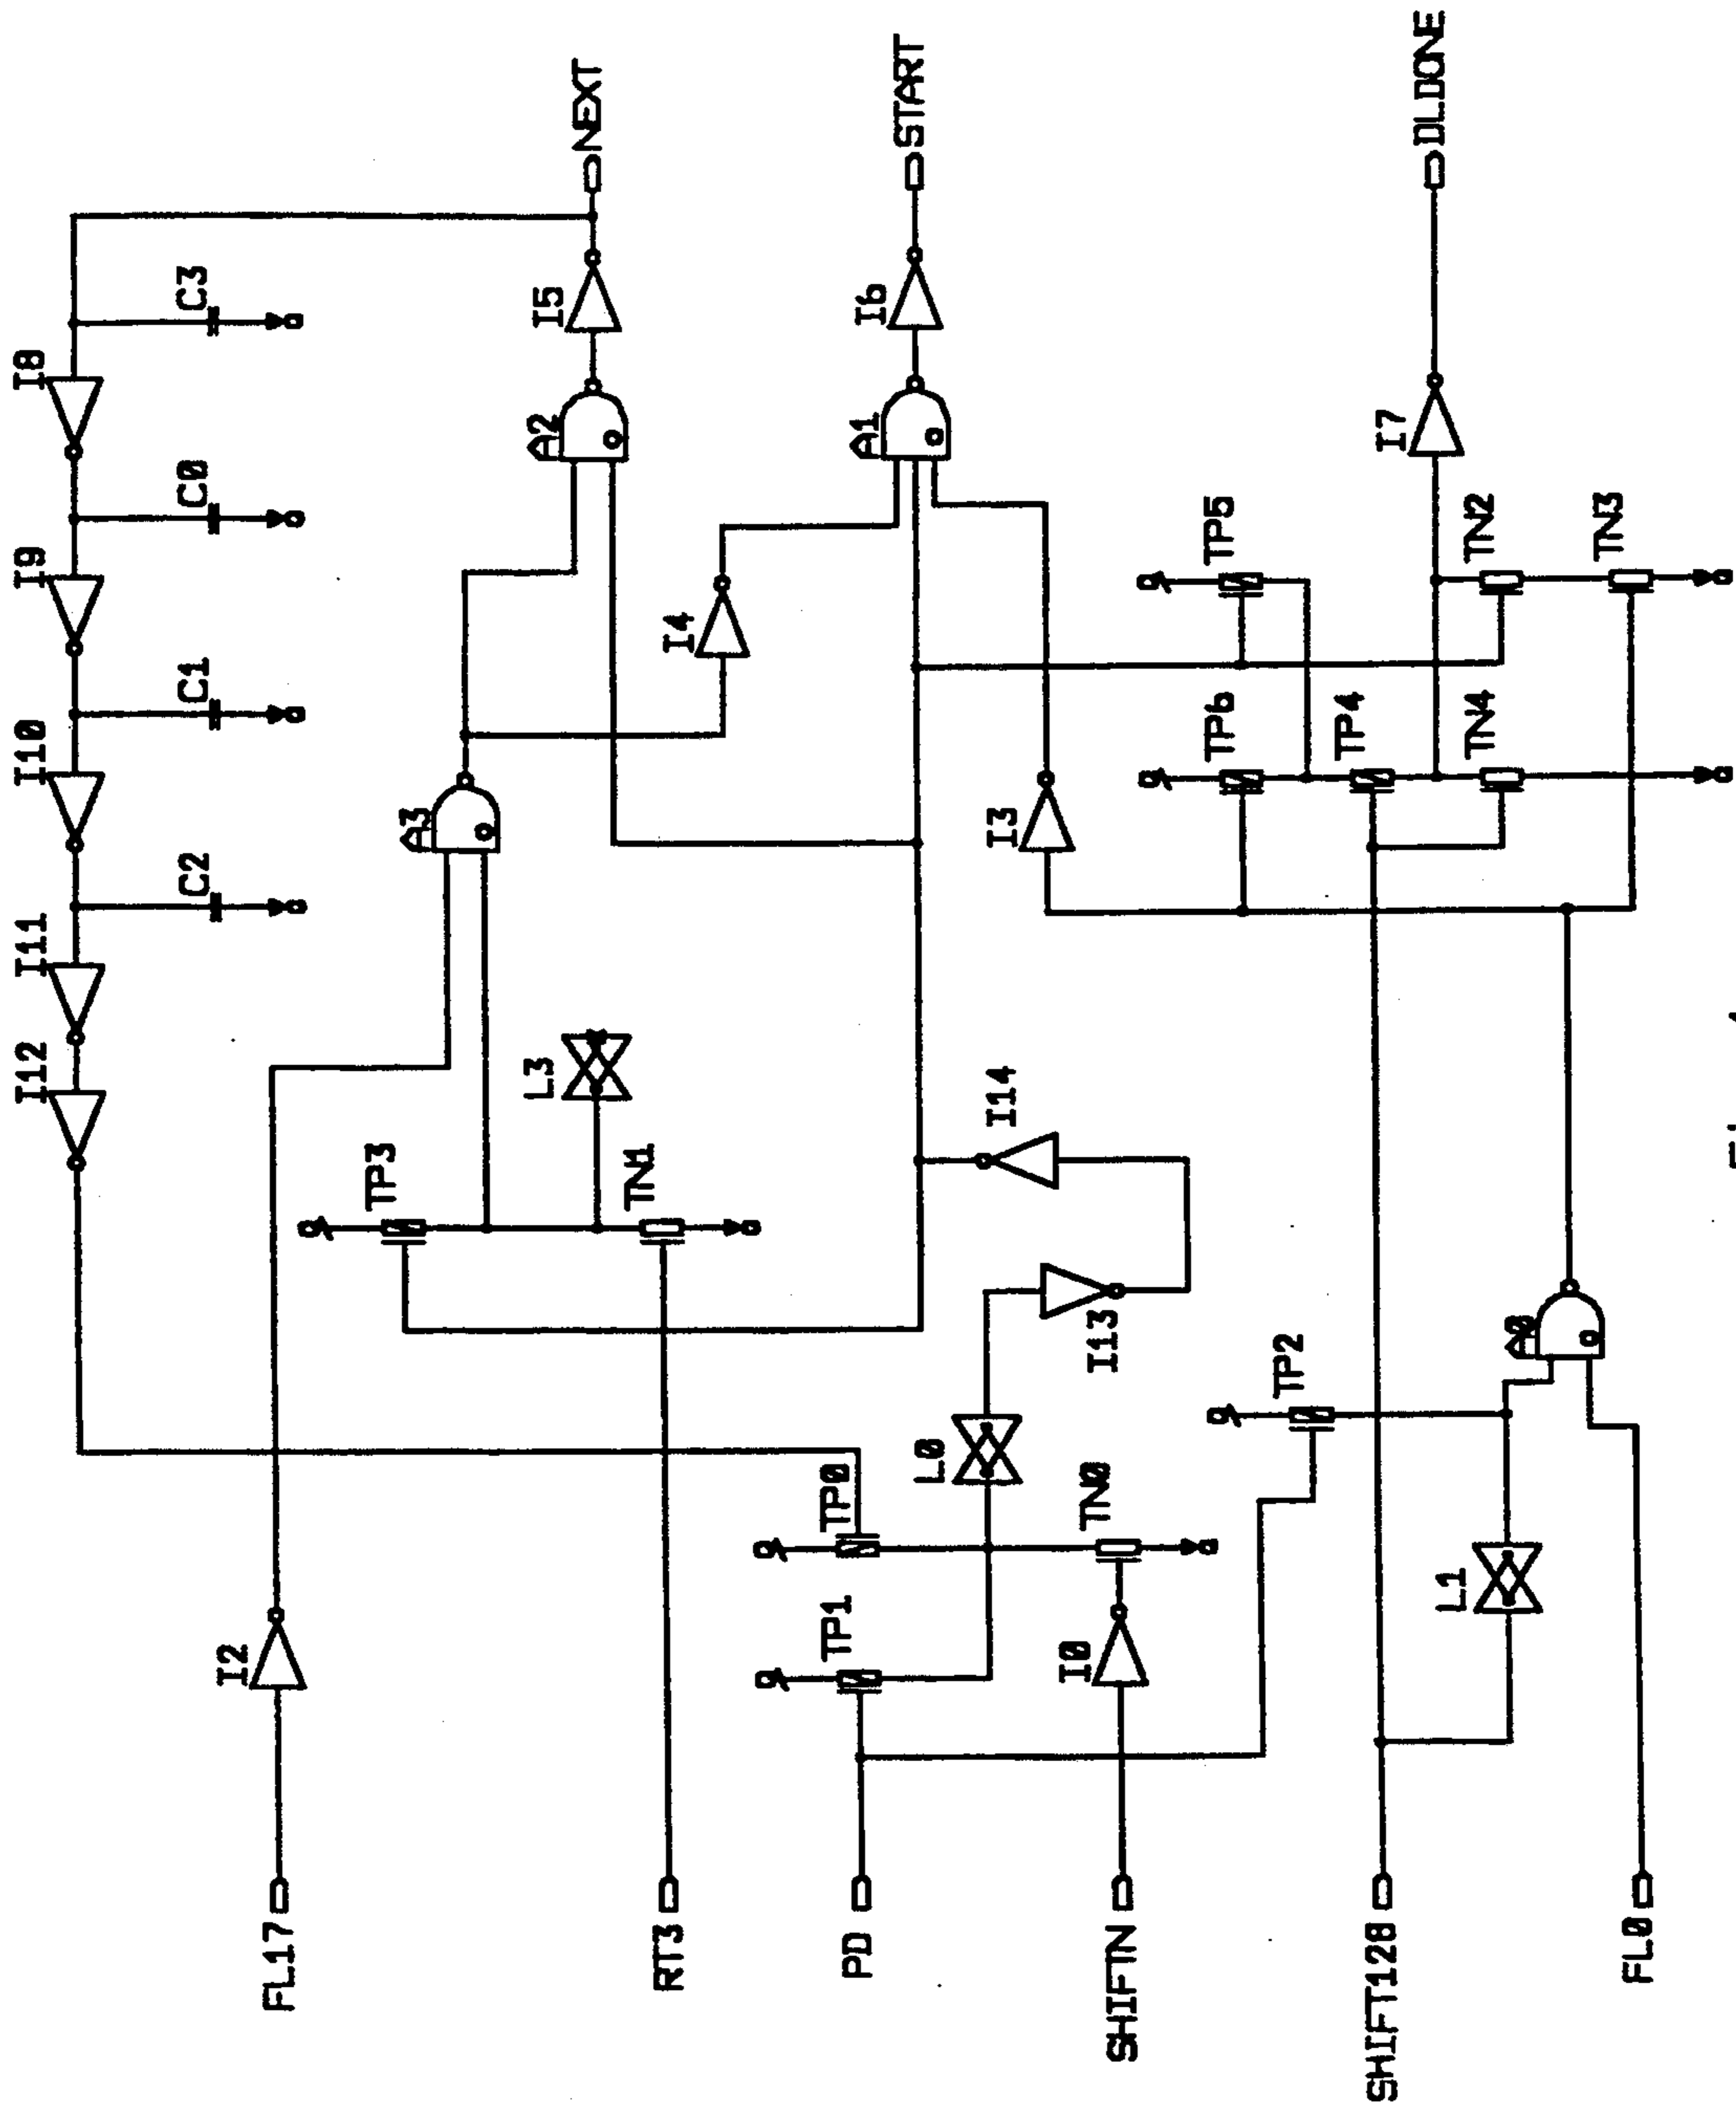 FL17
RT3
PD
SHIFTN
SHIFT128
FL0
I2
TP1
TP0
I0
TN0
L0
L1
TP2
A0
I13
I14
TP3
TN1
L3
I12
I11
I10
I9
I8
C2
C1
C0
C3
A3
I4
I3
TP6
TP5
TP4
TN4
TN2
TN3
A2
A1
I7
I5
I6
NEXT
START
DLDONE